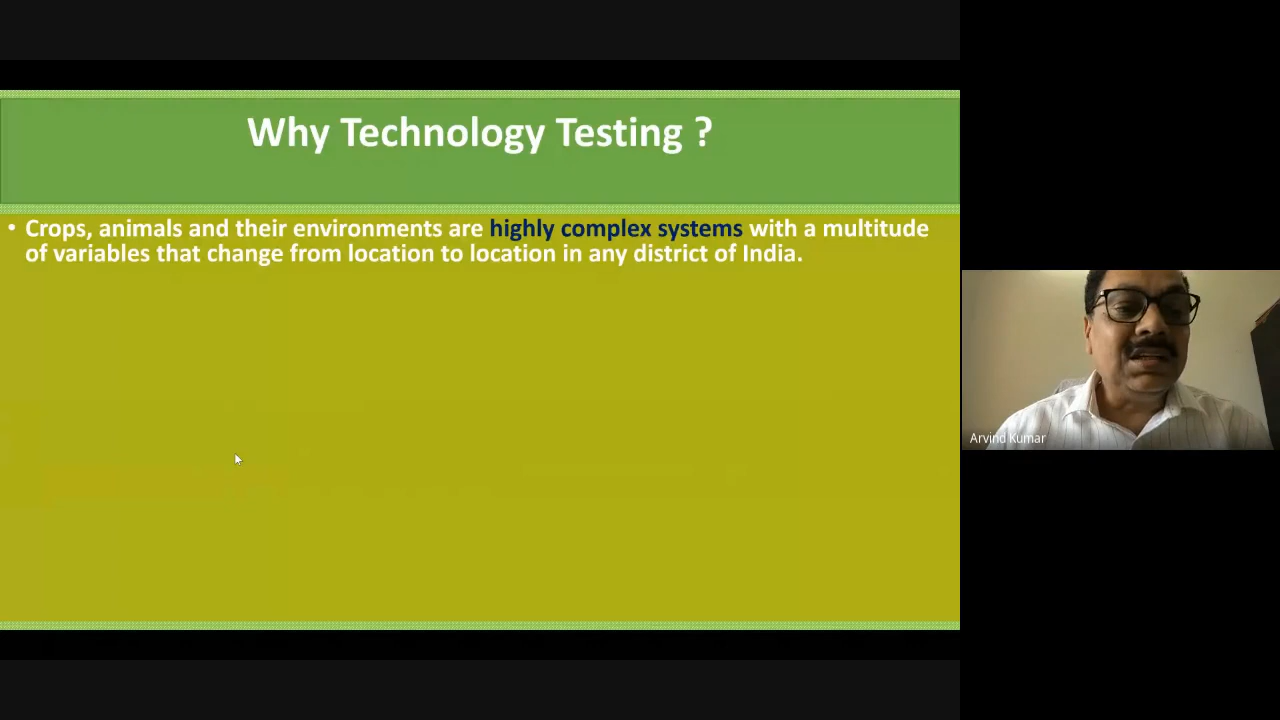 Why Technology Testing ?
• Crops, animals and their environments are highly complex systems with a multitude
of variables that change from location to location in any district of India.
Arvind Kumar